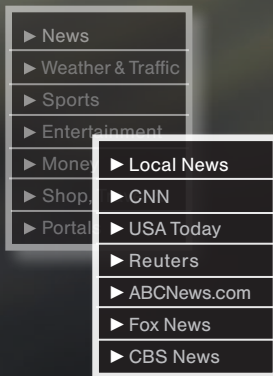 ► News
► Weather & Traffic
► Sports
► Entertainment
► Money
► Shop,
► Portal
► Local News
► CNN
► USA Today
► Reuters
► ABCNews.com
► Fox News
► CBS News